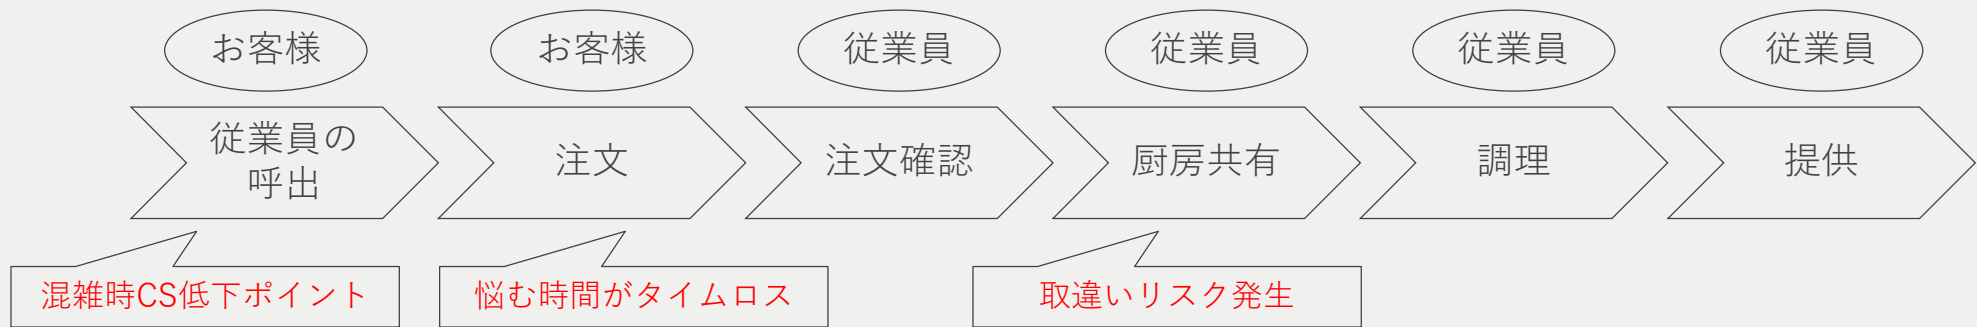 お客様
お客様
従業員
従業員
従業員
従業員
従業員の
呼出
注文
注文確認
厨房共有
調理
提供
混雑時CS低下ポイント
悩む時間がタイムロス
取違いリスク発生